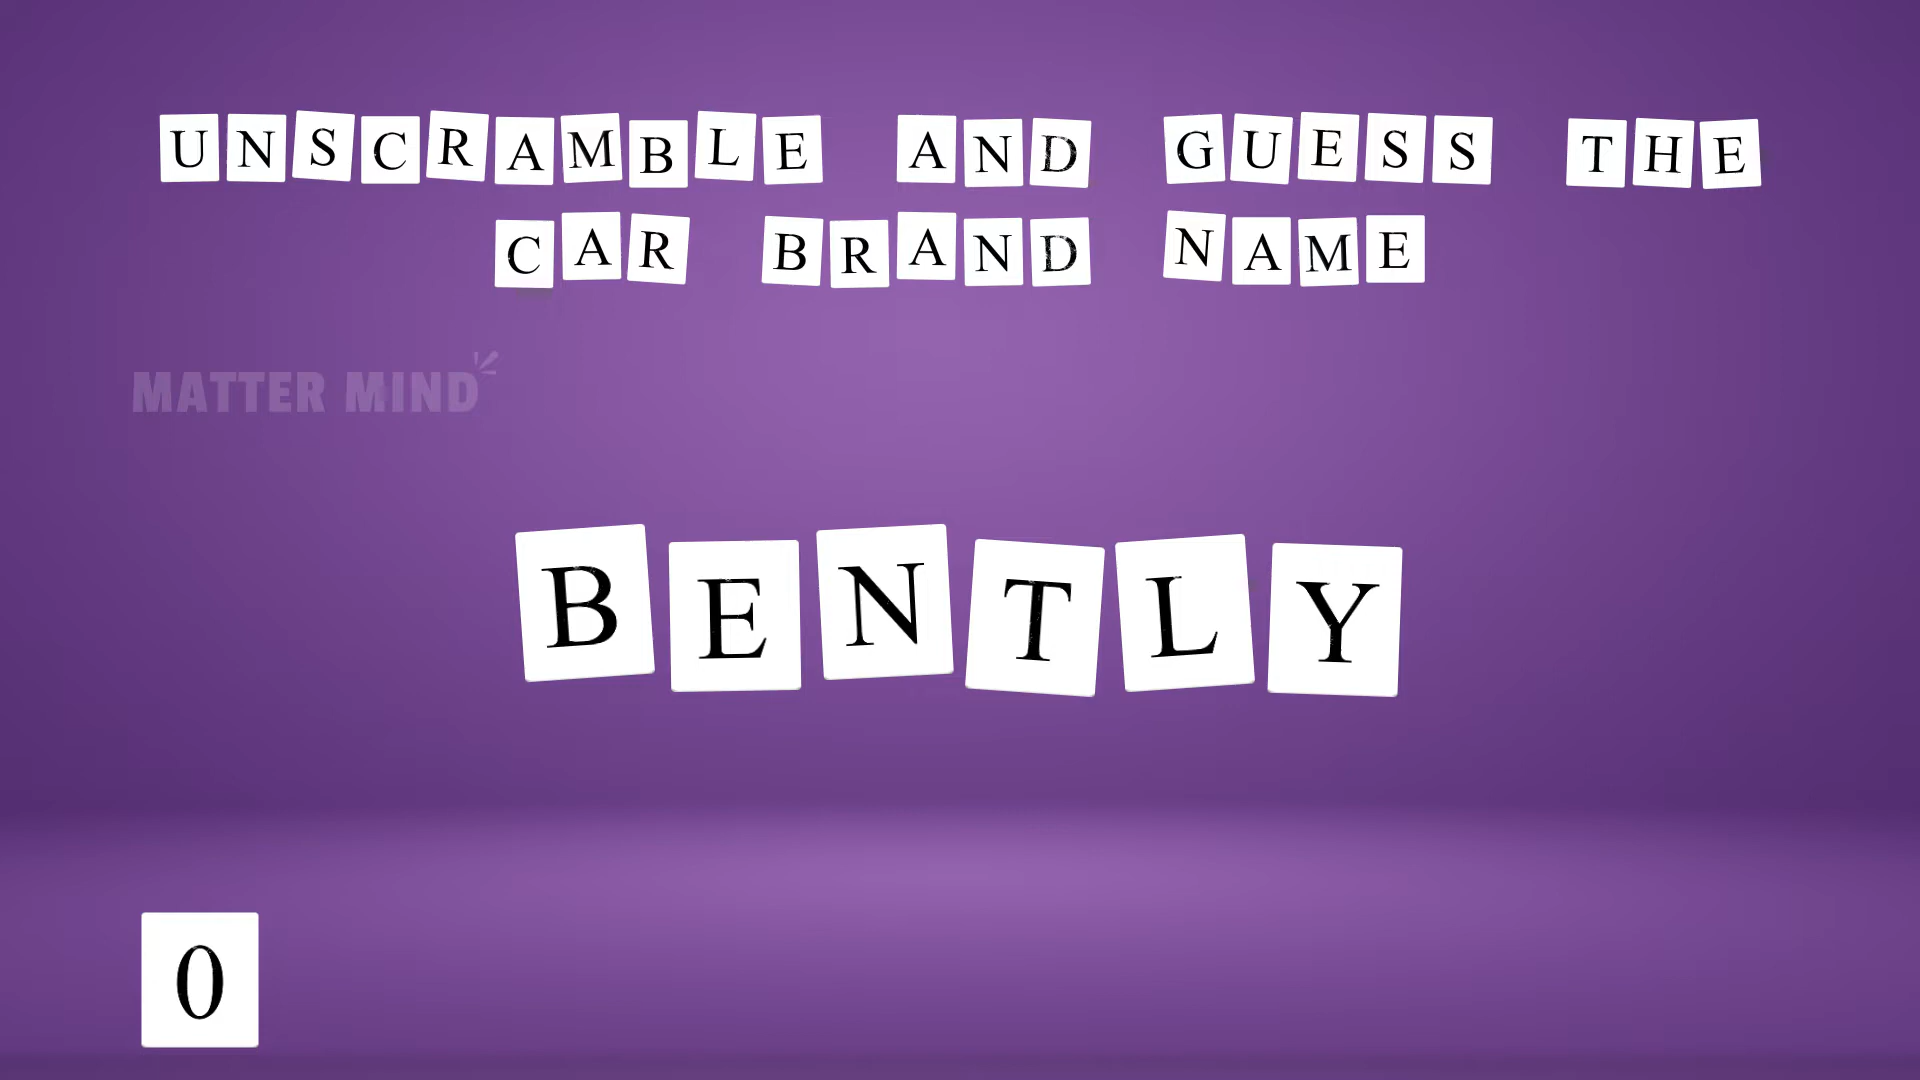 UNSCRAMBLE AND GUESS THE
CAR BRAND NAME
MATTER MIND
BENTLY
0